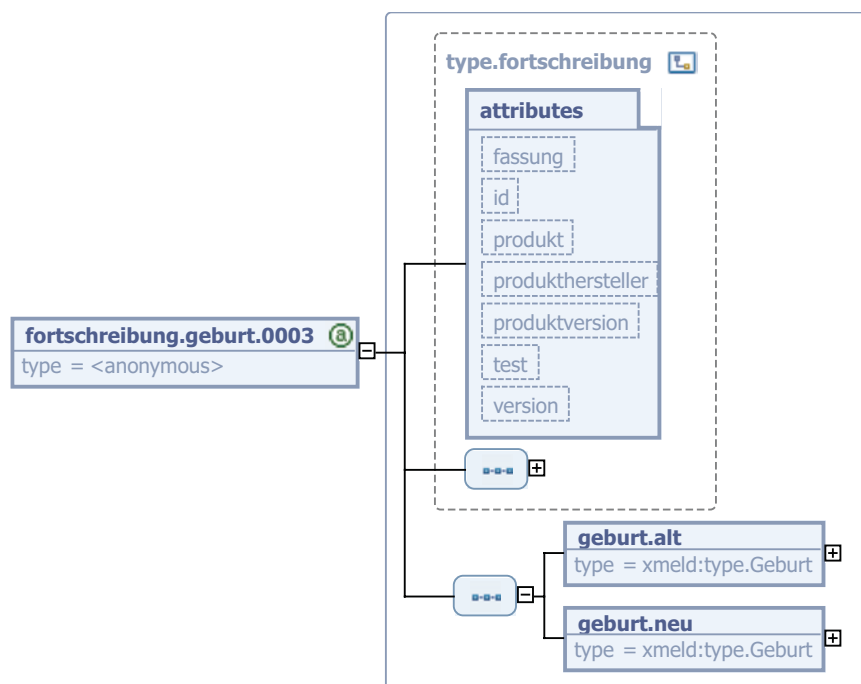 type.fortschreibung
attributes
fassung
id
produkt
produkthersteller
produktversion
test
version
fortschreibung.geburt.0003 @
type = <anonymous>
geburt.alt
type = xmeld:type.Geburt
geburt.neu
type = xmeld:type.Geburt